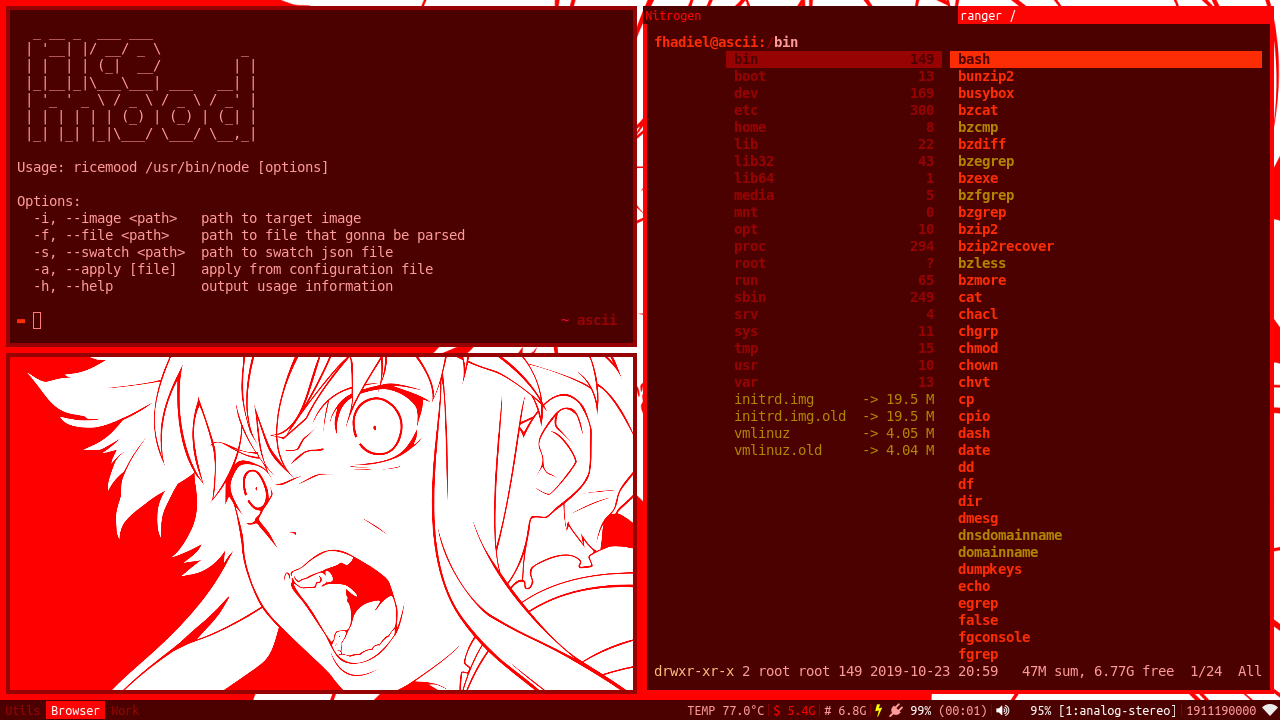 Usage: ricemood /usr/bin/node [options]
Options:
-i, --image <path> path to target image
-f, --file <path> path to file that gonna be parsed
-s, --swatch <path> path to swatch json file
-a, --apply [file] apply from configuration file
-h, --help output usage information
~ ascii
Nitrogen
ranger /
fhadiel@ascii:/bin
bin 149
boot 13
dev 169
etc 300
home 8
lib 22
lib32 43
lib64 1
media 5
mnt 0
opt 10
proc 294
root ?
run 65
sbin 249
srv 4
sys 11
tmp 15
usr 10
var 13
initrd.img -> 19.5 M
initrd.img.old -> 19.5 M
vmlinuz -> 4.05 M
vmlinuz.old -> 4.04 M
bash
bunzip2
busybox
bzcat
bzcmp
bzdiff
bzegrep
bzexe
bzfgrep
bzgrep
bzip2
bzip2recover
bzless
bzmore
cat
chacl
chgrp
chmod
chown
chvt
cp
cpio
dash
date
dd
df
dir
dmesg
dnsdomainname
domainname
dumpkeys
echo
egrep
false
fgconsole
fgrep
drwxr-xr-x 2 root root 149 2019-10-23 20:59 47M sum, 6.77G free 1/24 All
Utils Browser Work
TEMP 77.0°C $ 5.4G # 6.8G 99% (00:01) 95% [1:analog-stereo] 1911190000